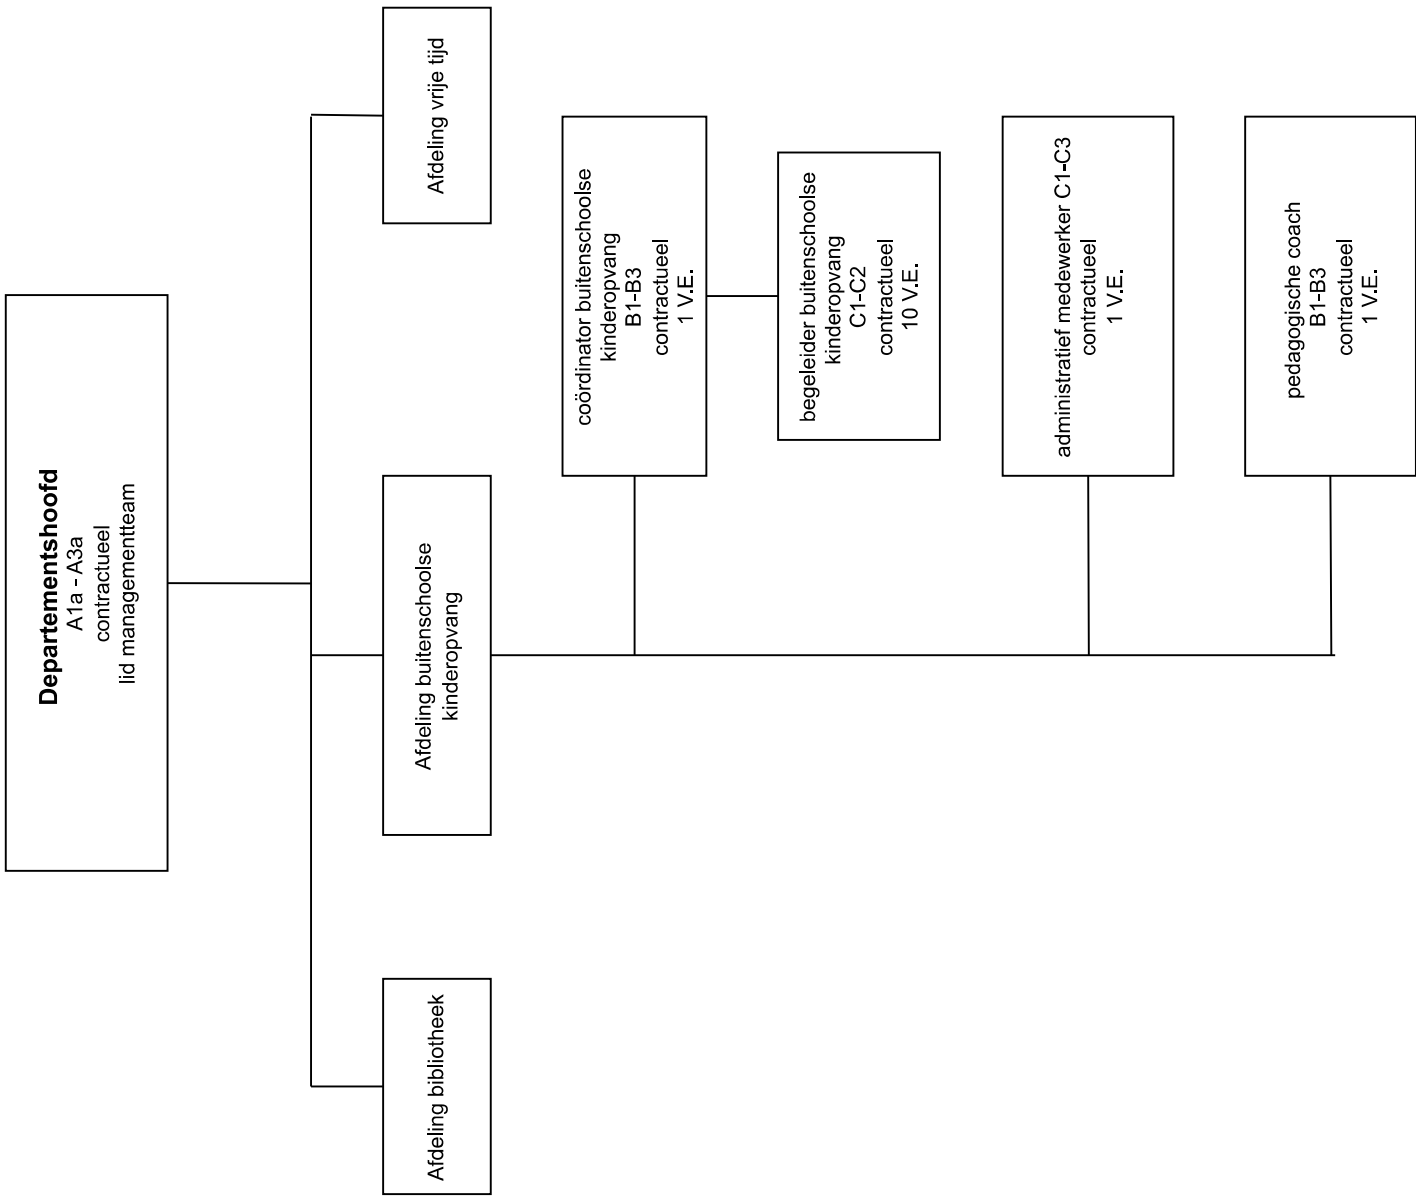 Departementshoofd
A1a - A3a
contractueel
lid managementteam
Afdeling bibliotheek
Afdeling buitenschoolse
kinderopvang
Afdeling vrije tijd
coördinator buitenschoolse
kinderopvang
B1-B3
contractueel
1 V.E.
begeleider buitenschoolse
kinderopvang
C1-C2
contractueel
10 V.E.
administratief medewerker C1-C3
contractueel
1 V.E.
pedagogische coach
B1-B3
contractueel
1 V.E.